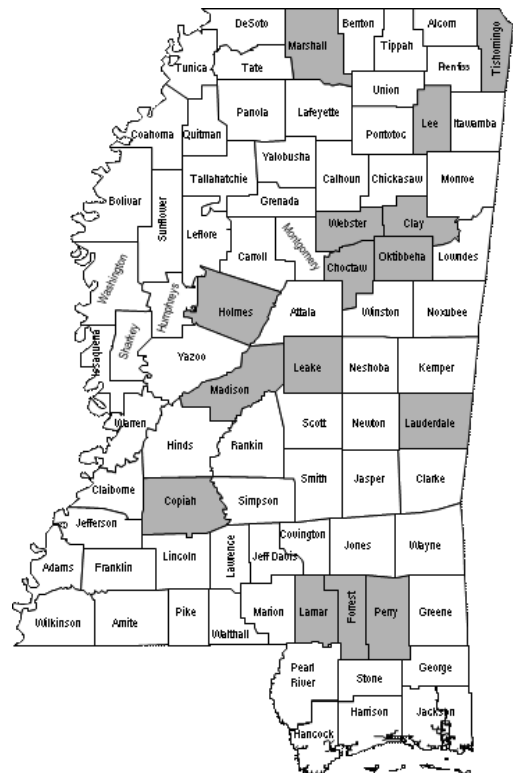 DeSoto
Marshall
Benton
Tippah
Alcorn
Tishomingo
Tunica
Tate
Prentiss
Union
Panola
Lafeyette
Lee
Itawamba
Coahoma
Quitman
Pontotoc
Yalobusha
Tallahatchie
Calhoun
Chickasaw
Monroe
Bolivar
Sunflower
Grenada
Leflore
Webster
Clay
Carroll
Montgomery
Choctaw
Oktibbeha
Lowndes
Washington
Humphreys
Holmes
Attala
Winston
Noxubee
Sharkey
Issaquena
Yazoo
Leake
Neshoba
Kemper
Madison
Warren
Scott
Newton
Lauderdale
Hinds
Rankin
Smith
Jasper
Clarke
Claiborne
Copiah
Simpson
Jefferson
Covington
Lincoln
Lawrence
Jeff Davis
Jones
Wayne
Adams
Franklin
Wilkinson
Amite
Pike
Walthall
Marion
Lamar
Forrest
Perry
Greene
Pearl
River
Stone
George
Hancock
Harrison
Jackson